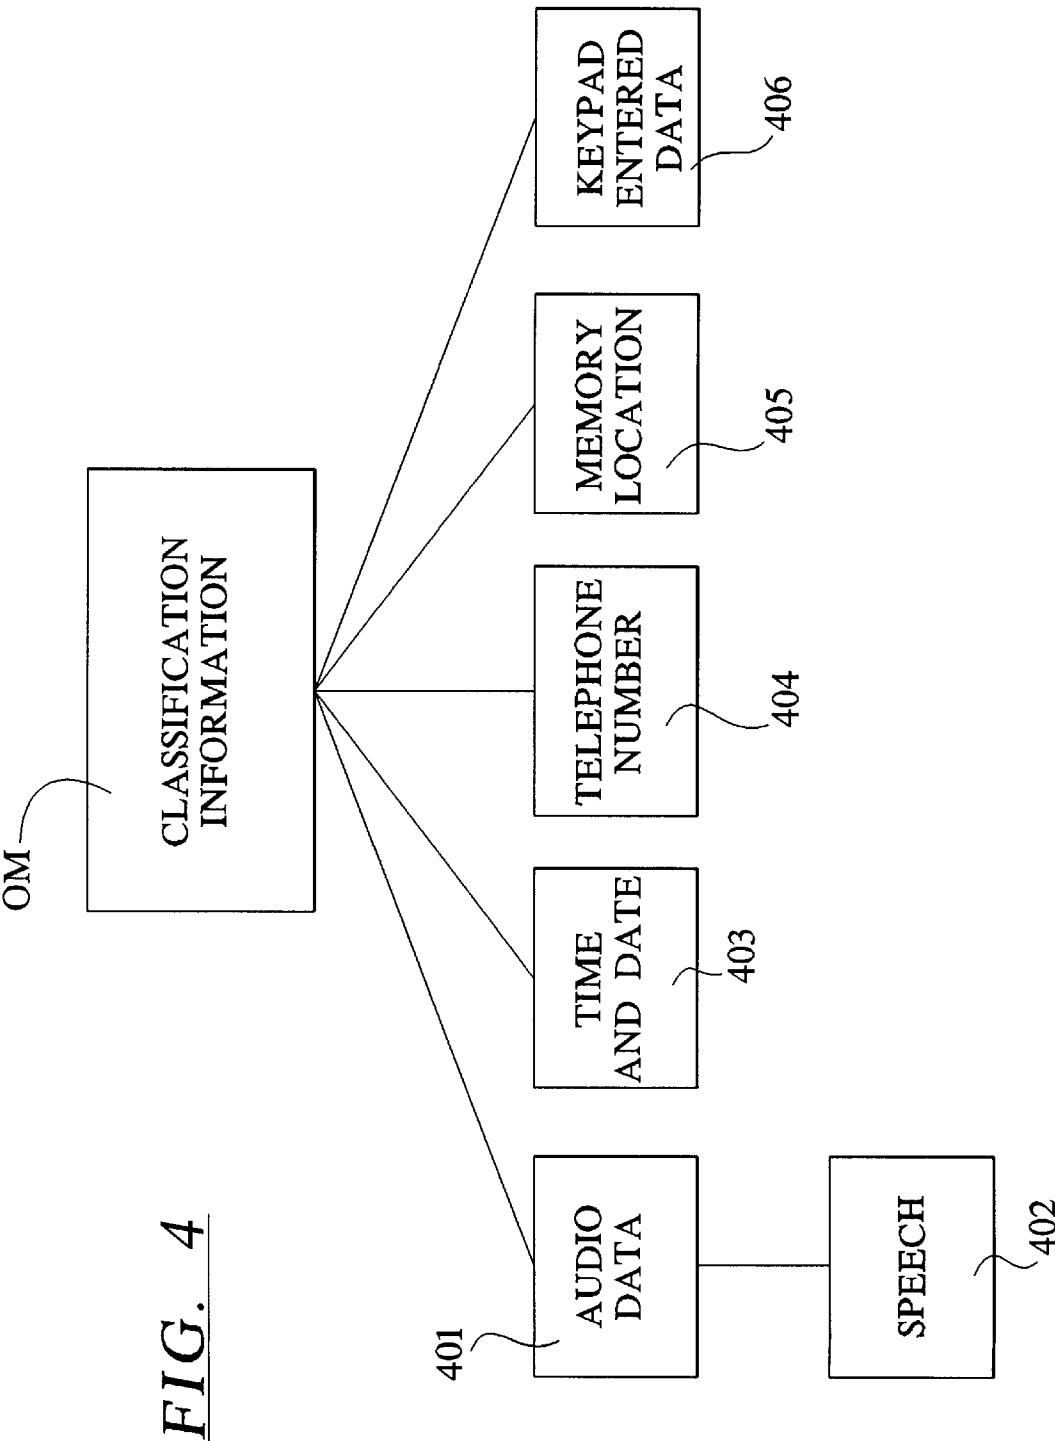 FIG. 4
OM
CLASSIFICATION
INFORMATION
401
AUDIO
DATA
TIME
AND DATE
403
TELEPHONE
NUMBER
404
MEMORY
LOCATION
405
KEYPAD
ENTERED
DATA
406
SPEECH
402